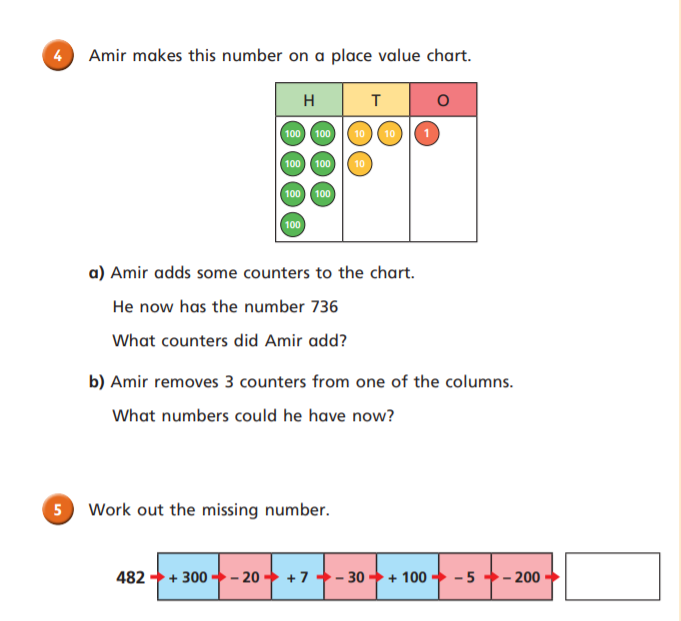 4 Amir makes this number on a place value chart.
H T O
100 100 10 10 1
100 100 10
100 100
100
a) Amir adds some counters to the chart.
He now has the number 736
What counters did Amir add?
b) Amir removes 3 counters from one of the columns.
What numbers could he have now?
5 Work out the missing number.
482 + 300 – 20 + 7 – 30 + 100 – 5 – 200